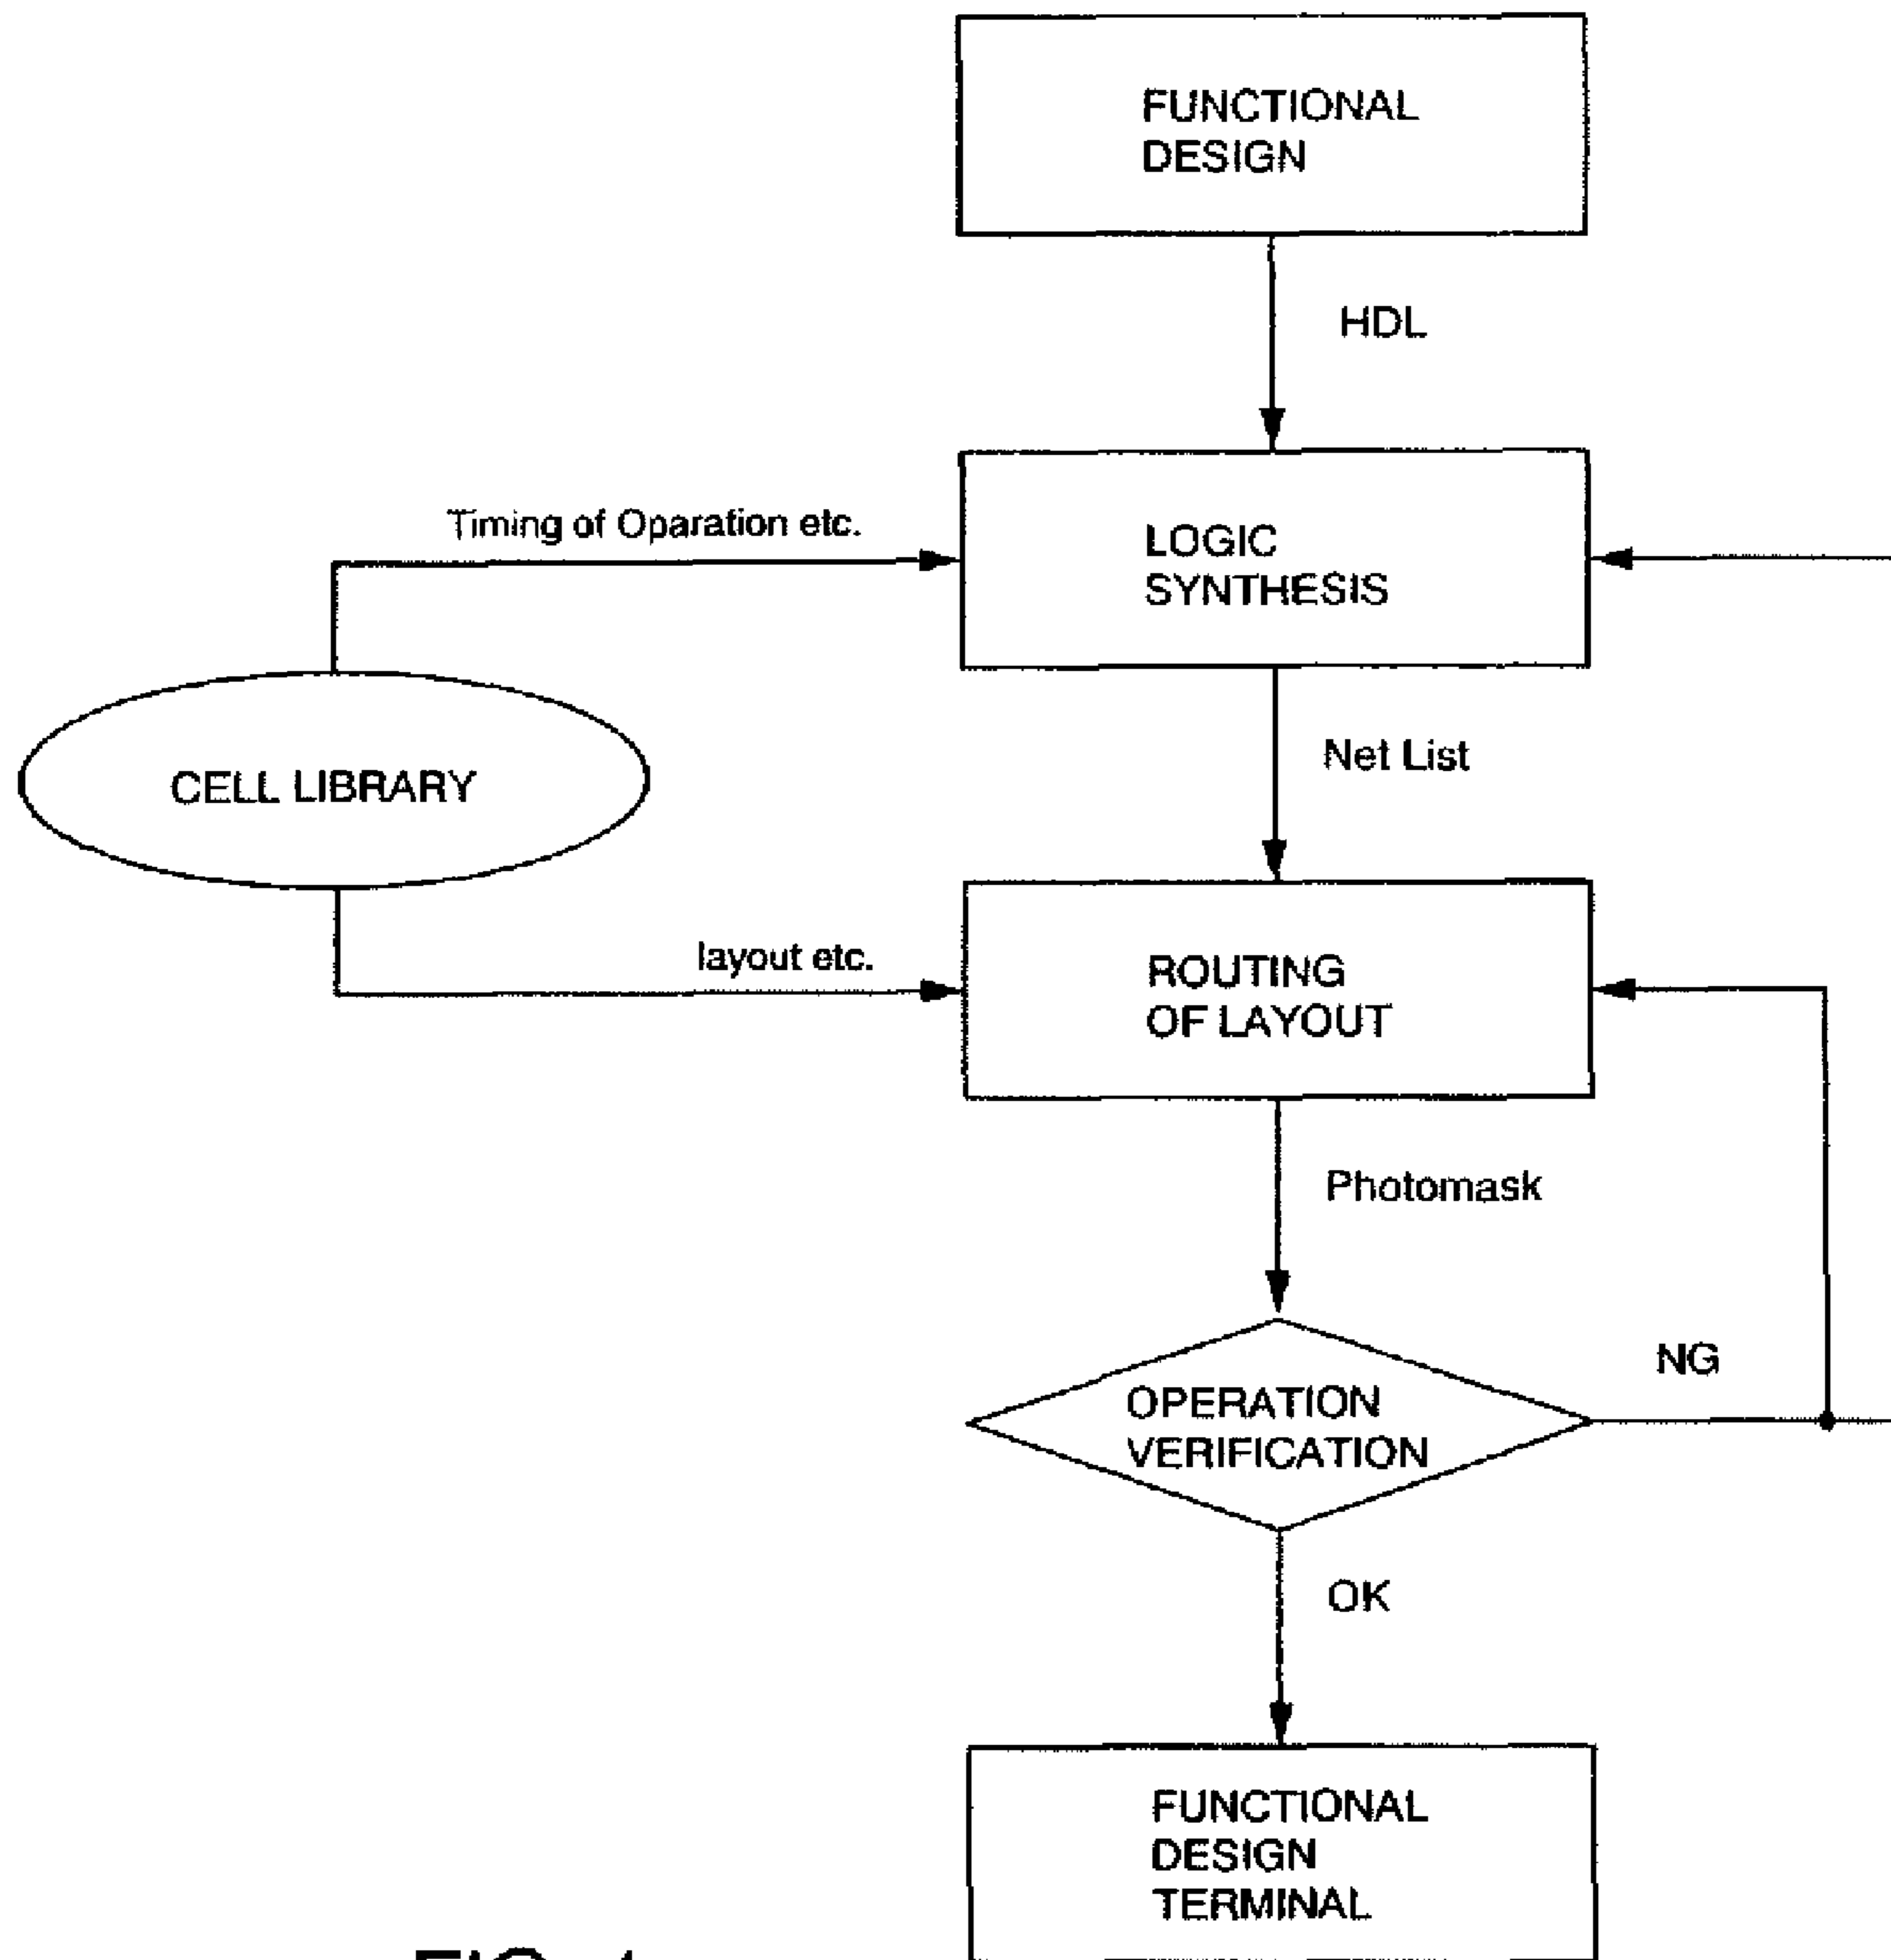 FUNCTIONAL
DESIGN
HDL
Timing of Oparation etc.
LOGIC
SYNTHESIS
CELL LIBRARY
Net List
layout etc.
ROUTING
OF LAYOUT
Photomask
NG
OPERATION
VERIFICATION
OK
FUNCTIONAL
DESIGN
TERMINAL